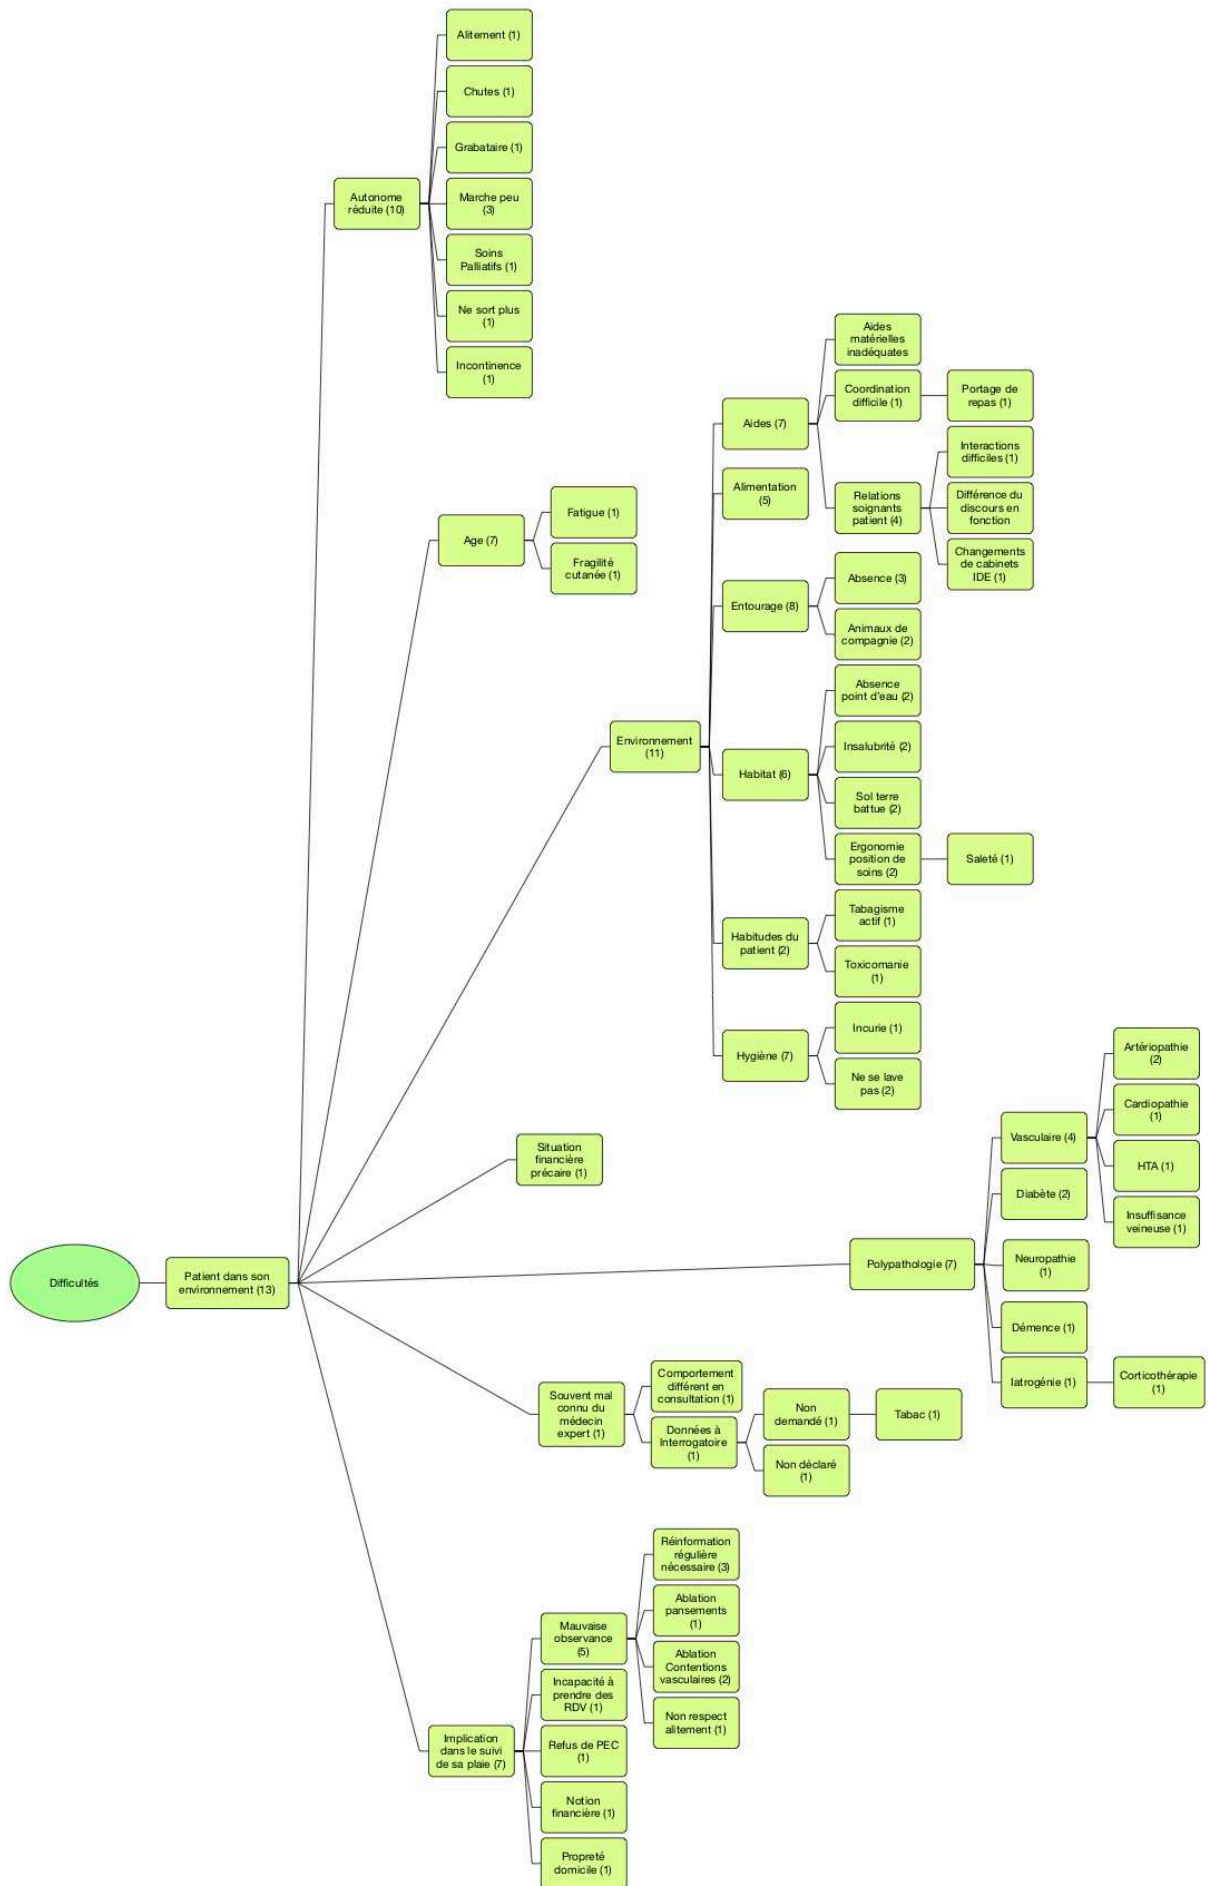 Alitement (1)
Chutes (1)
Grabataire (1)
Autonome
réduite (10)
Marche peu
(3)
Soins
Palliatifs (1)
Ne sort plus
(1)
Incontinence
(1)
Age (7)
Fatigue (1)
Fragilité
cutanée (1)
Environnement
(11)
Aides (7)
Aides
matérielles
inadéquates
Coordination
difficile (1)
Portage de
repas (1)
Relations
soignants
patient (4)
Interactions
difficiles (1)
Différence du
discours en
fonction
Changements
de cabinets
IDE (1)
Alimentation
(5)
Entourage (8)
Absence (3)
Animaux de
compagnie (2)
Habitat (6)
Absence
point d'eau (2)
Insalubrité (2)
Sol terre
battue (2)
Ergonomie
position de
soins (2)
Saleté (1)
Habitudes du
patient (2)
Tabagisme
actif (1)
Toxicomanie
(1)
Hygiène (7)
Incurie (1)
Ne se lave
pas (2)
Situation
financière
précaire (1)
Difficultés
Patient dans son
environnement (13)
Polypathologie (7)
Vasculaire (4)
Artériopathie
(2)
Cardiopathie
(1)
HTA (1)
Insuffisance
veineuse (1)
Diabète (2)
Neuropathie
(1)
Démence (1)
Iatrogénie (1)
Corticothérapie
(1)
Souvent mal
connu du
médecin
expert (1)
Comportement
différent en
consultation (1)
Données à
Interrogatoire
(1)
Non
demandé (1)
Tabac (1)
Non déclaré
(1)
Implication
dans le suivi
de sa plaie (7)
Mauvaise
observance
(5)
Réinformation
régulière
nécessaire (3)
Ablation
pansements
(1)
Ablation
Contentions
vasculaires (2)
Non respect
alitement (1)
Incapacité à
prendre des
RDV (1)
Refus de PEC
(1)
Notion
financière (1)
Propreté
domicile (1)